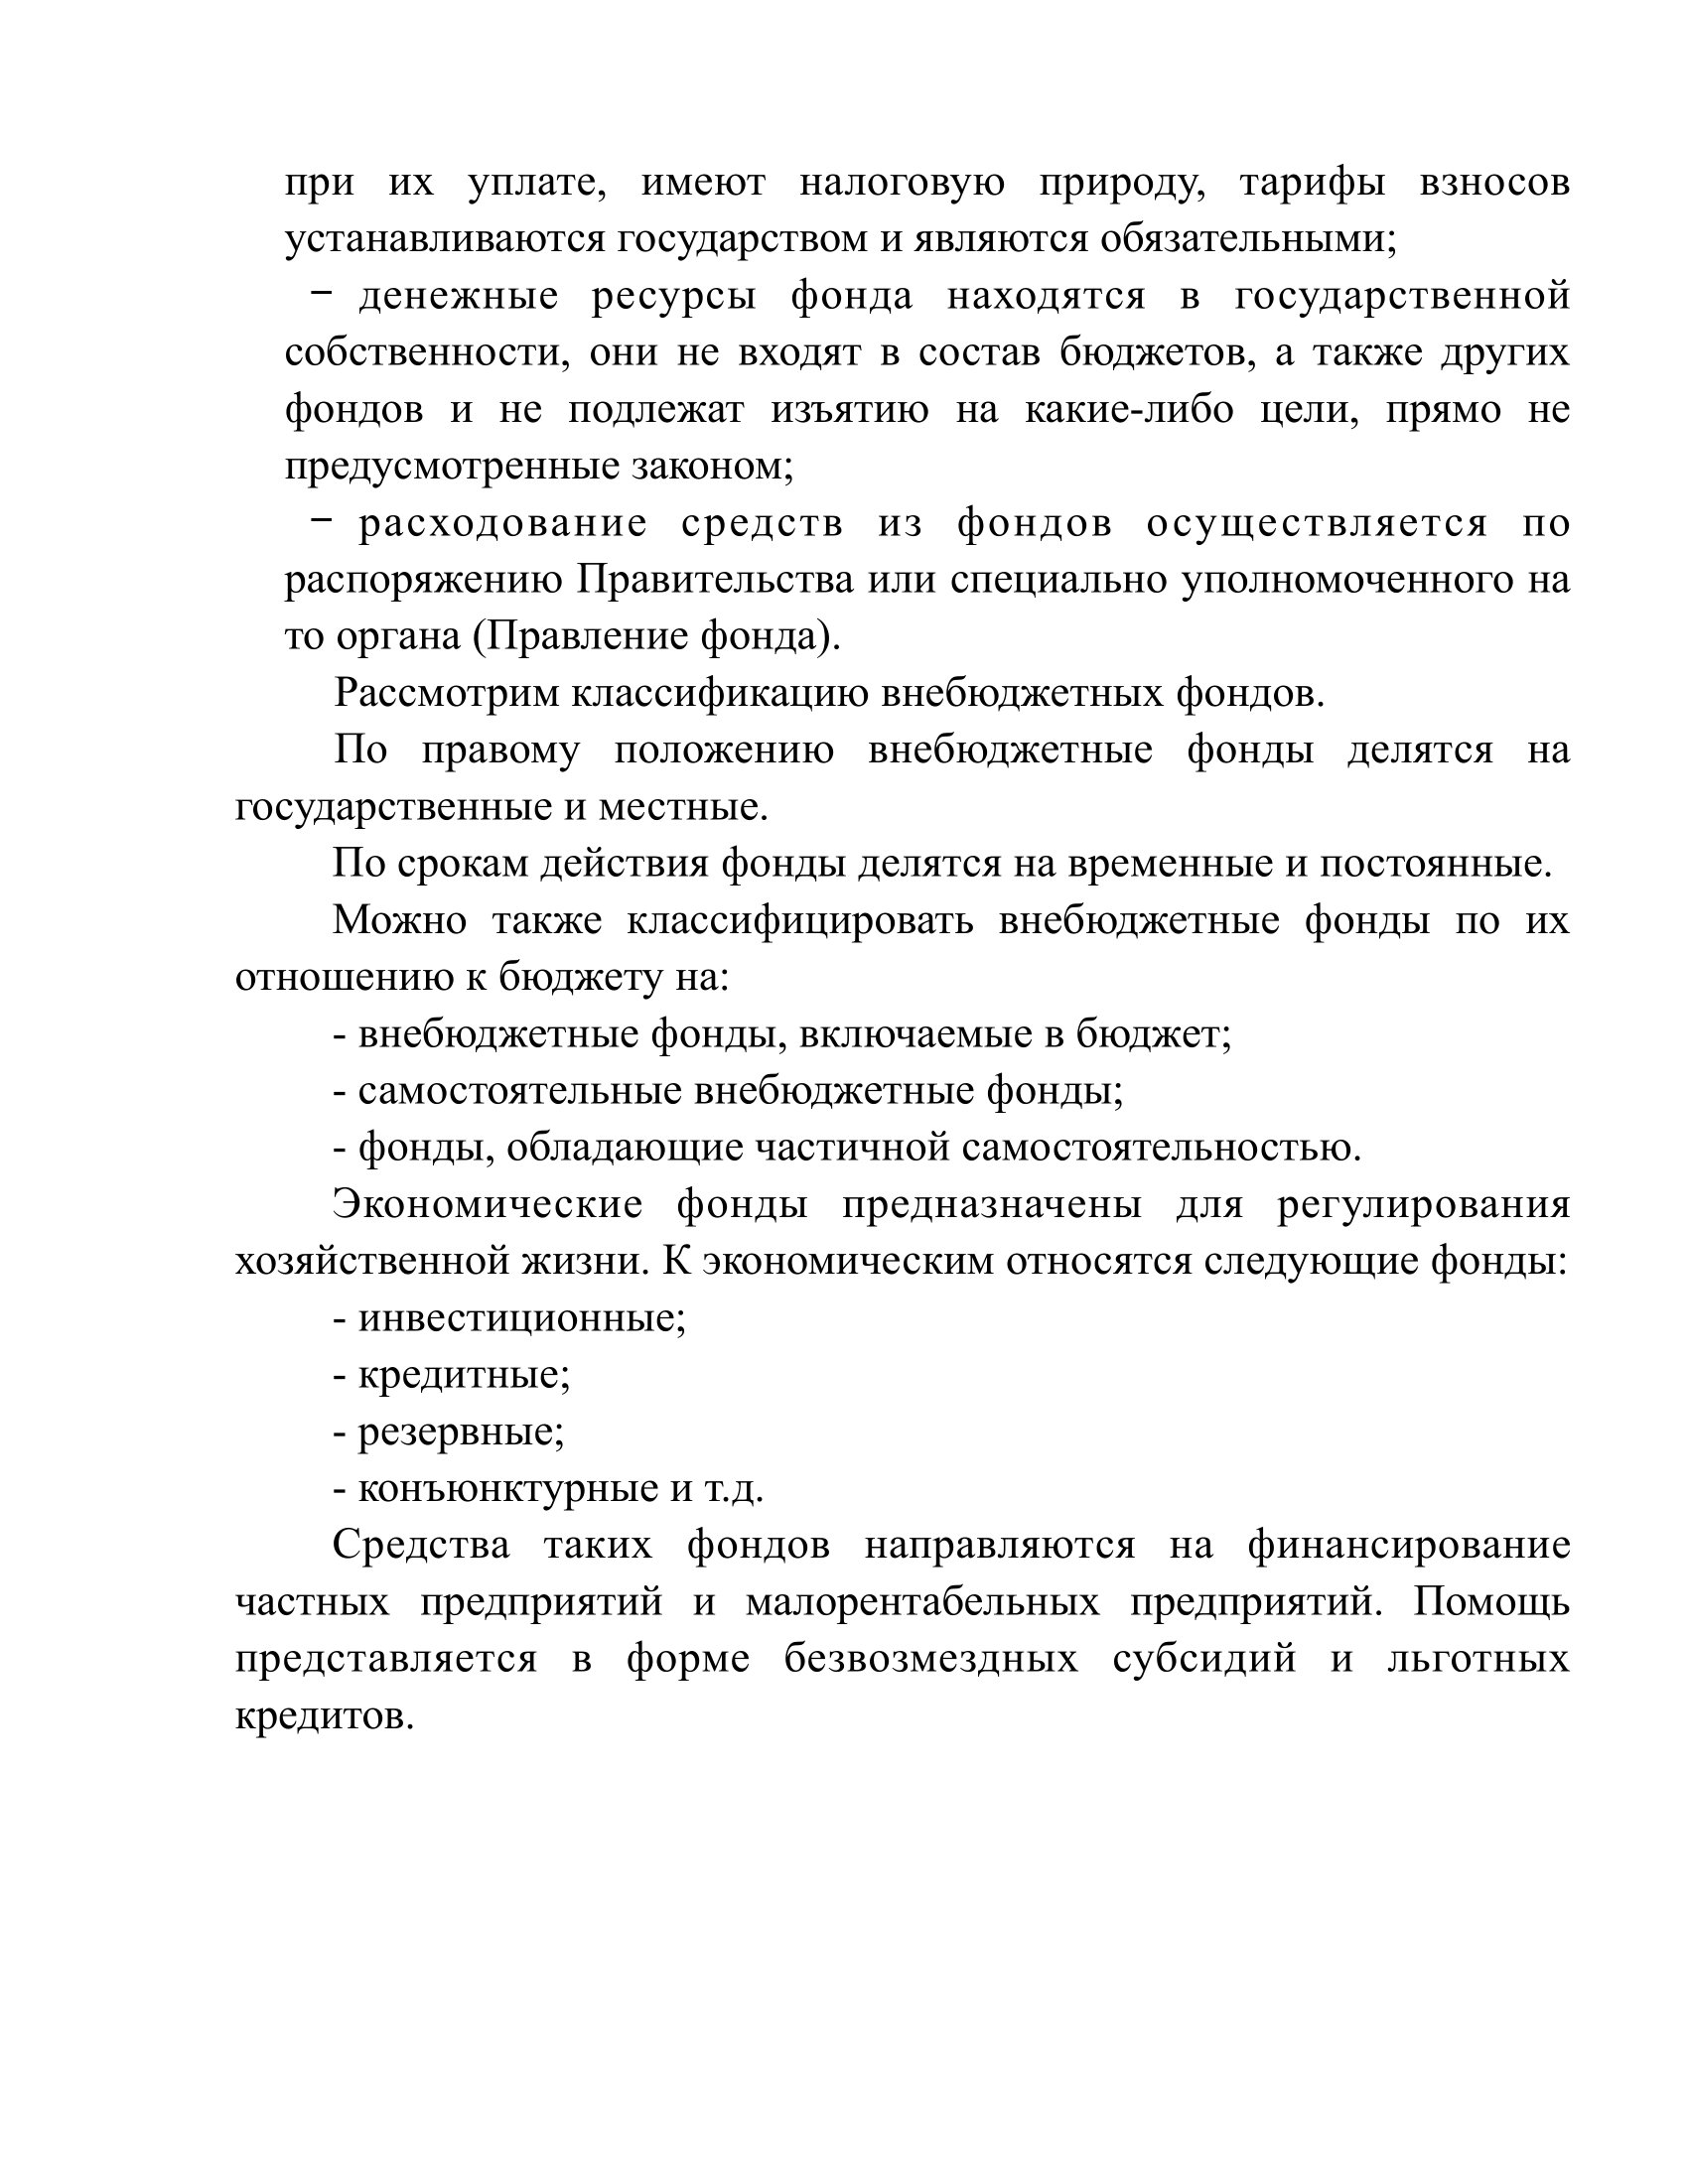 при их уплате, имеют налоговую природу, тарифы взносов
устанавливаются государством и являются обязательными;
− денежные ресурсы фонда находятся в государственной
собственности, они не входят в состав бюджетов, а также других
фондов и не подлежат изъятию на какие-либо цели, прямо не
предусмотренные законом;
− расходование средств из фондов осуществляется по
распоряжению Правительства или специально уполномоченного на
то органа (Правление фонда).
Рассмотрим классификацию внебюджетных фондов.
По правому положению внебюджетные фонды делятся на
государственные и местные.
По срокам действия фонды делятся на временные и постоянные.
Можно также классифицировать внебюджетные фонды по их
отношению к бюджету на:
- внебюджетные фонды, включаемые в бюджет;
- самостоятельные внебюджетные фонды;
- фонды, обладающие частичной самостоятельностью.
Экономические фонды предназначены для регулирования
хозяйственной жизни. К экономическим относятся следующие фонды:
- инвестиционные;
- кредитные;
- резервные;
- конъюнктурные и т.д.
Средства таких фондов направляются на финансирование
частных предприятий и малорентабельных предприятий. Помощь
представляется в форме безвозмездных субсидий и льготных
кредитов.